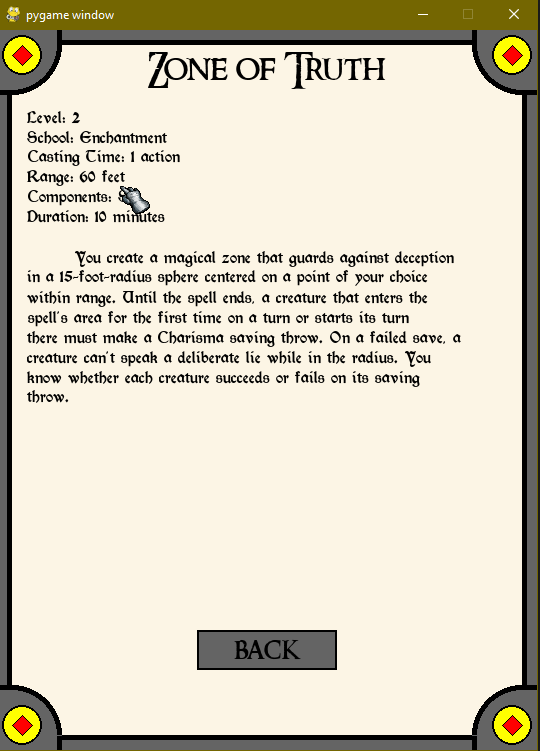 pygame window
Zone of Truth
Level: 2
School: Enchantment
Casting Time: 1 action
Range: 60 feet
Components:
Duration: 10 minutes
You create a magical zone that guards against deception
in a 15-foot-radius sphere centered on a point of your choice
within range. Until the spell ends, a creature that enters the
spell's area for the first time on a turn or starts its turn
there must make a Charisma saving throw. On a failed save, a
creature can't speak a deliberate lie while in the radius. You
know whether each creature succeeds or fails on its saving
throw.
BACK